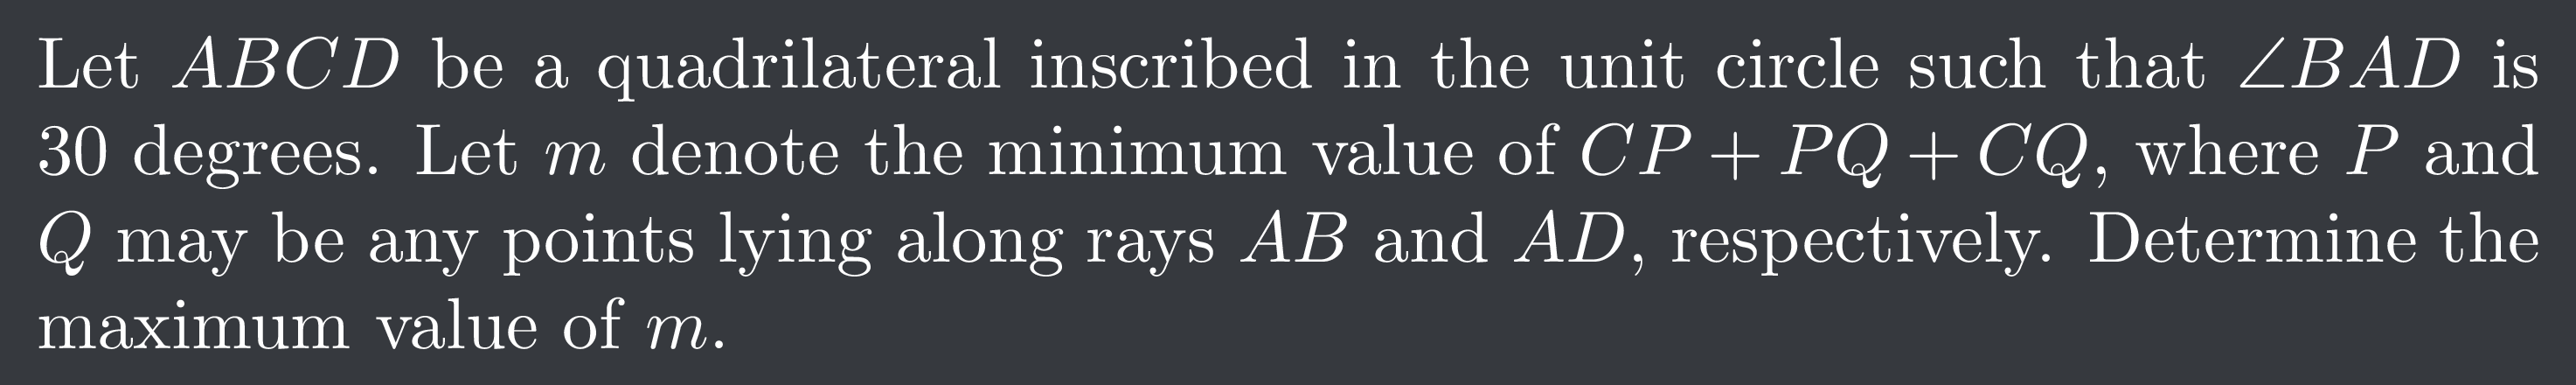 Let ABCD be a quadrilateral inscribed in the unit circle such that ∠BAD is
30 degrees. Let m denote the minimum value of CP + PQ + CQ, where P and
Q may be any points lying along rays AB and AD, respectively. Determine the
maximum value of m.